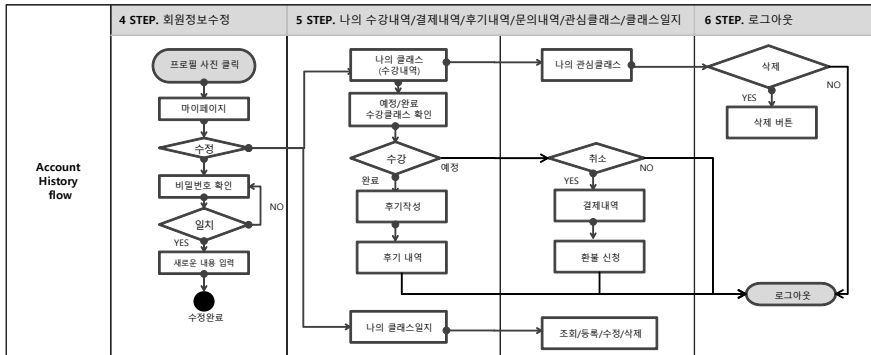 4 STEP. 회원정보수정
5 STEP. 나의 수강내역/결제내역/후기내역/문의내역/관심클래스/클래스일지
6 STEP. 로그아웃
Account
History
flow
프로필 사진 클릭
마이페이지
수정
비밀번호 확인
NO
일치
YES
새로운 내용 입력
수정완료
나의 클래스
(수강내역)
예정/완료
수강클래스 확인
수강
예정
완료
후기작성
후기 내역
나의 클래스일지
나의 관심클래스
취소
NO
YES
결제내역
환불 신청
조회/등록/수정/삭제
삭제
NO
YES
삭제 버튼
로그아웃